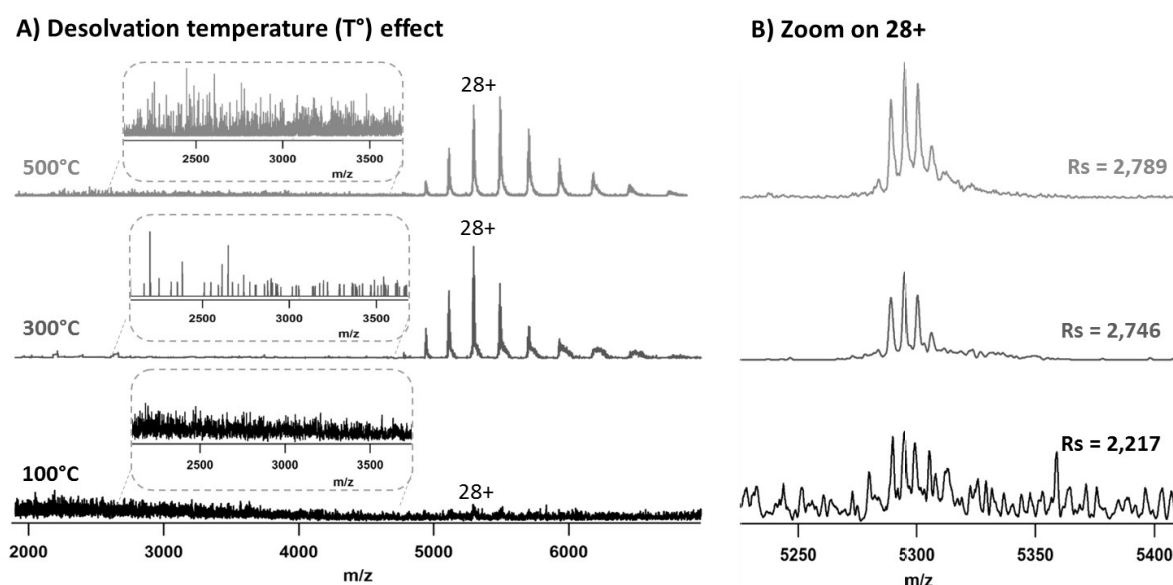 A) Desolvation temperature (T°) effect
B) Zoom on 28+
28+
2500 3000 3500
m/z
500°C
Rs = 2,789
28+
2500 3000 3500
m/z
300°C
Rs = 2,746
2500 3000 3500
m/z
100°C
28+
Rs = 2,217
2000 3000 4000 5000 6000
m/z
5250 5300 5350 5400
m/z